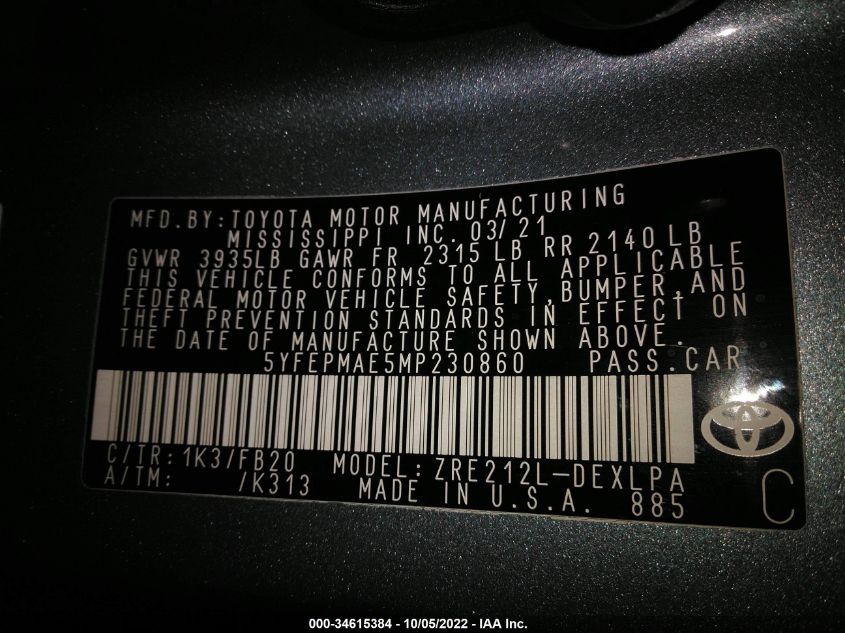 MFD.BY:TOYOTA MOTOR MANUFACTURING
MISSISSIPPI INC. 03/21
GVWR 3935LB GAWR FR 2315 LB RR 2140 LB
THIS VEHICLE CONFORMS TO ALL APPLICABLE
FEDERAL MOTOR VEHICLE SAFETY,BUMPER,AND
THEFT PREVENTION STANDARDS IN EFFECT ON
THE DATE OF MANUFACTURE SHOWN ABOVE.
5YFEPMAE5MP230860 PASS.CAR
C/TR: 1K3/FB20 MODEL: ZRE212L-DEXLPA
A/TM: /K313 MADE IN U.S.A. 885 C
000-34615384 - 10/05/2022 - IAA Inc.